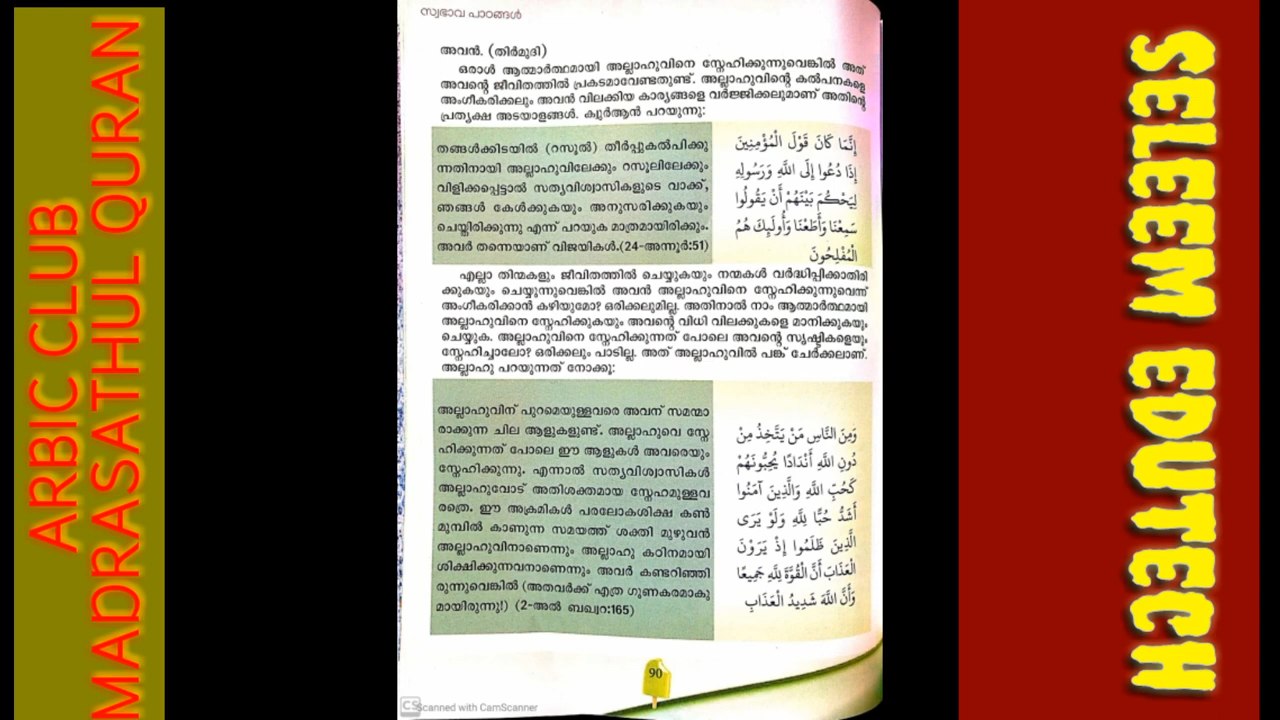 ARBIC CLUB
MADRASATHUL QURAN
സ്വഭാവ പാഠങ്ങൾ
അവൻ. (തിർമുദി)
ഒരാൾ ആത്മാർത്ഥമായി അല്ലാഹുവിനെ സ്നേഹിക്കുന്നുവെങ്കിൽ അത്
അവന്റെ ജീവിതത്തിൽ പ്രകടമാവേണ്ടതുണ്ട്. അല്ലാഹുവിന്റെ കൽപനകളെ
അംഗീകരിക്കലും അവൻ വിലക്കിയ കാര്യങ്ങളെ വർജ്ജിക്കലുമാണ് അതിന്റെ
പ്രത്യക്ഷ അടയാളങ്ങൾ. ക്വുർആൻ പറയുന്നു:
തങ്ങൾക്കിടയിൽ (റസൂൽ) തീർപ്പുകൽപിക്കു
ന്നതിനായി അല്ലാഹുവിലേക്കും റസൂലിലേക്കും
വിളിക്കപ്പെട്ടാൽ സത്യവിശ്വാസികളുടെ വാക്ക്,
ഞങ്ങൾ കേൾക്കുകയും അനുസരിക്കുകയും
ചെയ്തിരിക്കുന്നു എന്ന് പറയുക മാത്രമായിരിക്കും.
അവർ തന്നെയാണ് വിജയികൾ.(24-അന്നൂർ:51)
إِنَّمَا كَانَ قَوْلَ الْمُؤْمِنِينَ
إِذَا دُعُوا إِلَى اللَّهِ وَرَسُولِهِ
لِيَحْكُمَ بَيْنَهُمْ أَنْ يَقُولُوا
سَمِعْنَا وَأَطَعْنَا وَأُولَٰئِكَ هُمُ
الْمُفْلِحُونَ
എല്ലാ തിന്മകളും ജീവിതത്തിൽ ചെയ്യുകയും നന്മകൾ വർദ്ധിപ്പിക്കാതിരി
ക്കുകയും ചെയ്യുന്നുവെങ്കിൽ അവൻ അല്ലാഹുവിനെ സ്നേഹിക്കുന്നുവെന്ന്
അംഗീകരിക്കാൻ കഴിയുമോ? ഒരിക്കലുമില്ല. അതിനാൽ നാം ആത്മാർത്ഥമായി
അല്ലാഹുവിനെ സ്നേഹിക്കുകയും അവന്റെ വിധി വിലക്കുകളെ മാനിക്കുകയും
ചെയ്യുക. അല്ലാഹുവിനെ സ്നേഹിക്കുന്നത് പോലെ അവന്റെ സൃഷ്ടികളെയും
സ്നേഹിച്ചാലോ? ഒരിക്കലും പാടില്ല. അത് അല്ലാഹുവിൽ പങ്ക് ചേർക്കലാണ്.
അല്ലാഹു പറയുന്നത് നോക്കൂ:
അല്ലാഹുവിന് പുറമെയുള്ളവരെ അവന് സമന്മാ
രാക്കുന്ന ചില ആളുകളുണ്ട്. അല്ലാഹുവെ സ്നേ
ഹിക്കുന്നത് പോലെ ഈ ആളുകൾ അവരെയും
സ്നേഹിക്കുന്നു. എന്നാൽ സത്യവിശ്വാസികൾ
അല്ലാഹുവോട് അതിശക്തമായ സ്നേഹമുള്ളവ
രത്രെ. ഈ അക്രമികൾ പരലോകശിക്ഷ കൺ
മുമ്പിൽ കാണുന്ന സമയത്ത് ശക്തി മുഴുവൻ
അല്ലാഹുവിനാണെന്നും അല്ലാഹു കഠിനമായി
ശിക്ഷിക്കുന്നവനാണെന്നും അവർ കണ്ടറിഞ്ഞി
രുന്നുവെങ്കിൽ (അതവർക്ക് എത്ര ഗുണകരമാകു
മായിരുന്നു!) (2-അൽ ബഖ്വറ:165)
وَمِنَ النَّاسِ مَنْ يَتَّخِذُ مِنْ
دُونِ اللَّهِ أَنْدَادًا يُحِبُّونَهُمْ
كَحُبِّ اللَّهِ وَالَّذِينَ آمَنُوا
أَشَدُّ حُبًّا لِلَّهِ وَلَوْ يَرَى
الَّذِينَ ظَلَمُوا إِذْ يَرَوْنَ
الْعَذَابَ أَنَّ الْقُوَّةَ لِلَّهِ جَمِيعًا
وَأَنَّ اللَّهَ شَدِيدُ الْعَذَابِ
90
CS Scanned with CamScanner
SELEEM EDUTECH